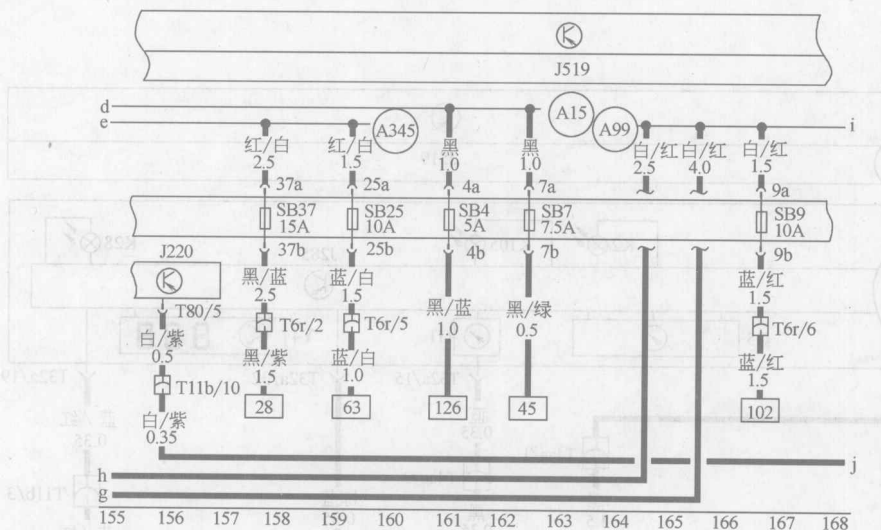 J519
d
e
A345
A15
A99
i
红/白
2.5
红/白
1.5
黑
1.0
黑
1.0
白/红
2.5
白/红
4.0
白/红
1.5
37a
25a
4a
7a
9a
SB37
15A
SB25
10A
SB4
5A
SB7
7.5A
SB9
10A
37b
25b
4b
7b
9b
J220
T80/5
白/紫
0.5
T11b/10
白/紫
0.35
黑/蓝
2.5
T6r/2
黑/紫
1.5
28
蓝/白
1.5
T6r/5
蓝/白
1.0
63
黑/蓝
1.0
126
黑/绿
0.5
45
蓝/红
1.5
T6r/6
蓝/红
1.5
102
j
h
g
155 156 157 158 159 160 161 162 163 164 165 166 167 168